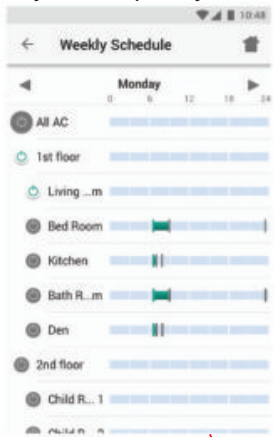 10:48
Weekly Schedule
Monday
0 6 12 18 24
All AC
1st floor
Living ...m
Bed Room
Kitchen
Bath R...m
Den
2nd floor
Child R... 1